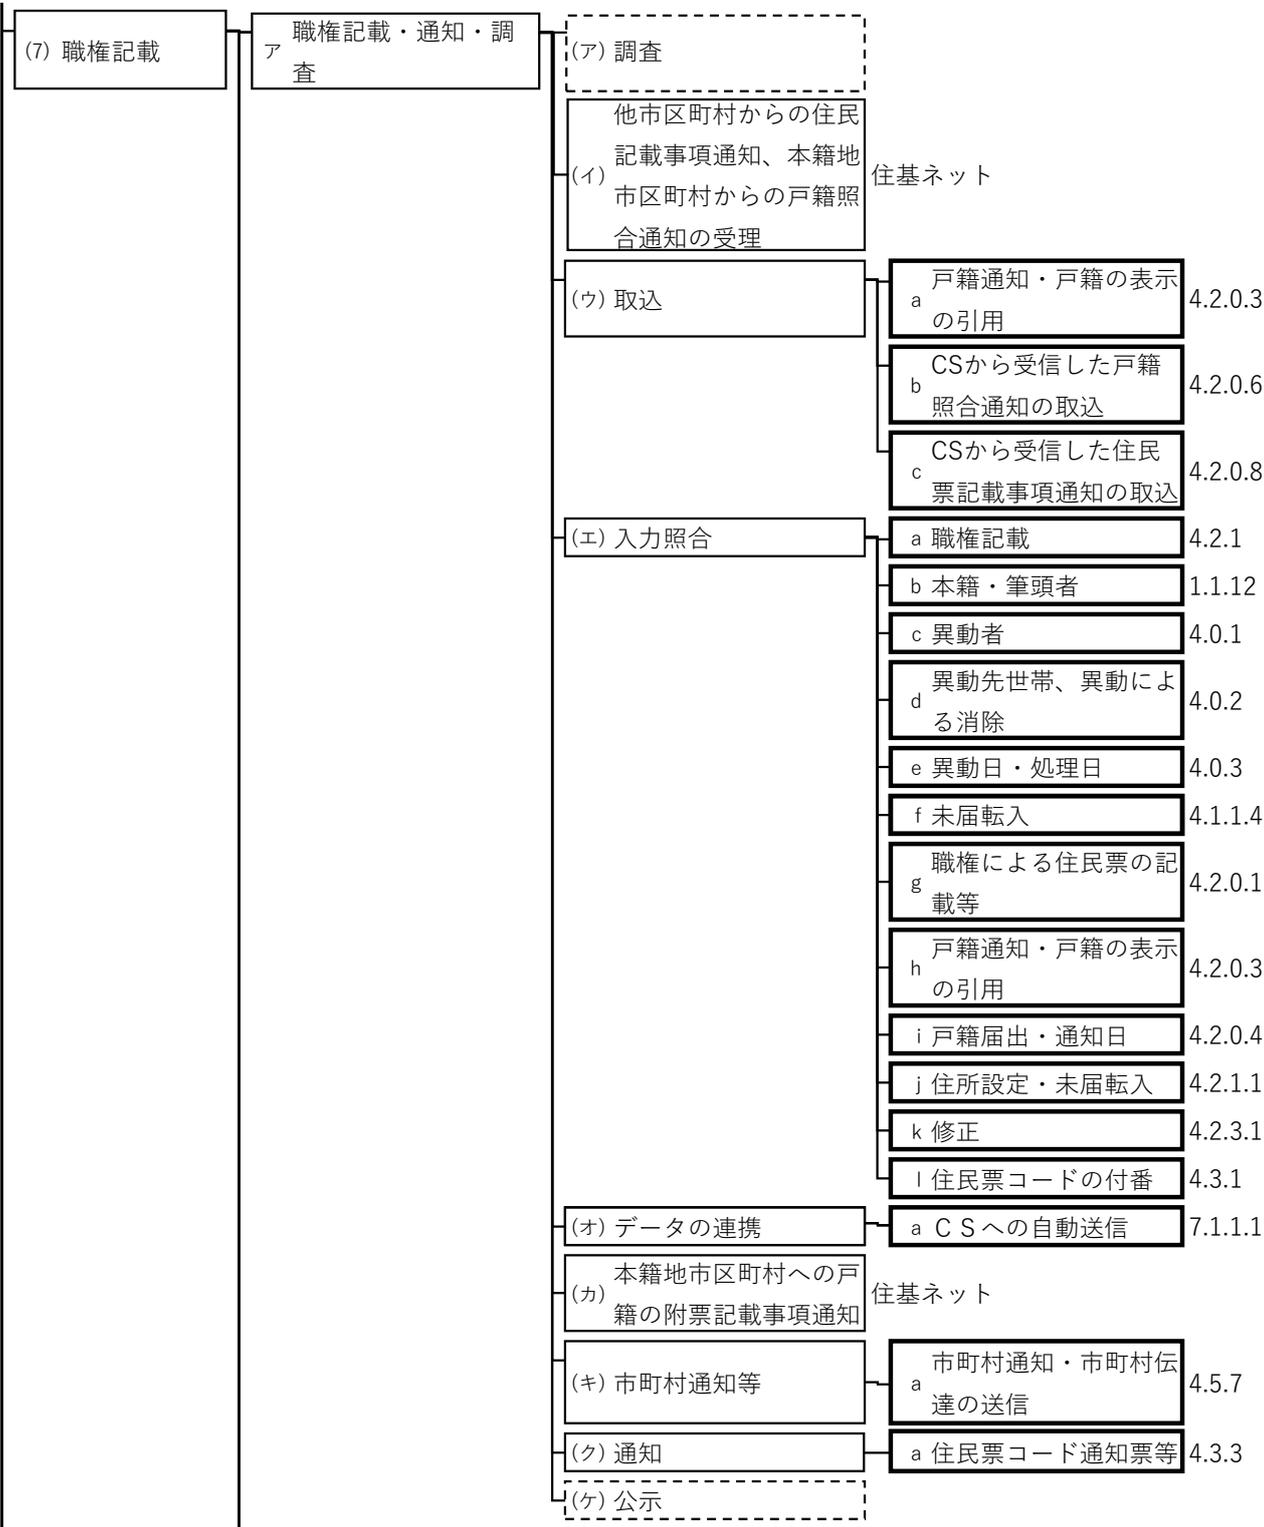 (7) 職権記載
ア 職権記載・通知・調
査
(ア) 調査
(イ) 他市区町村からの住民
記載事項通知、本籍地
市区町村からの戸籍照
合通知の受理
住基ネット
(ウ) 取込
a 戸籍通知・戸籍の表示
の引用
4.2.0.3
b CSから受信した戸籍
照合通知の取込
4.2.0.6
c CSから受信した住民
票記載事項通知の取込
4.2.0.8
(エ) 入力照合
a 職権記載 4.2.1
b 本籍・筆頭者 1.1.12
c 異動者 4.0.1
d 異動先世帯、異動によ
る消除
4.0.2
e 異動日・処理日 4.0.3
f 未届転入 4.1.1.4
g 職権による住民票の記
載等
4.2.0.1
h 戸籍通知・戸籍の表示
の引用
4.2.0.3
i 戸籍届出・通知日 4.2.0.4
j 住所設定・未届転入 4.2.1.1
k 修正 4.2.3.1
l 住民票コードの付番 4.3.1
(オ) データの連携
a ＣＳへの自動送信 7.1.1.1
(カ) 本籍地市区町村への戸
籍の附票記載事項通知
住基ネット
(キ) 市町村通知等
a 市町村通知・市町村伝
達の送信
4.5.7
(ク) 通知
a 住民票コード通知票等 4.3.3
(ケ) 公示